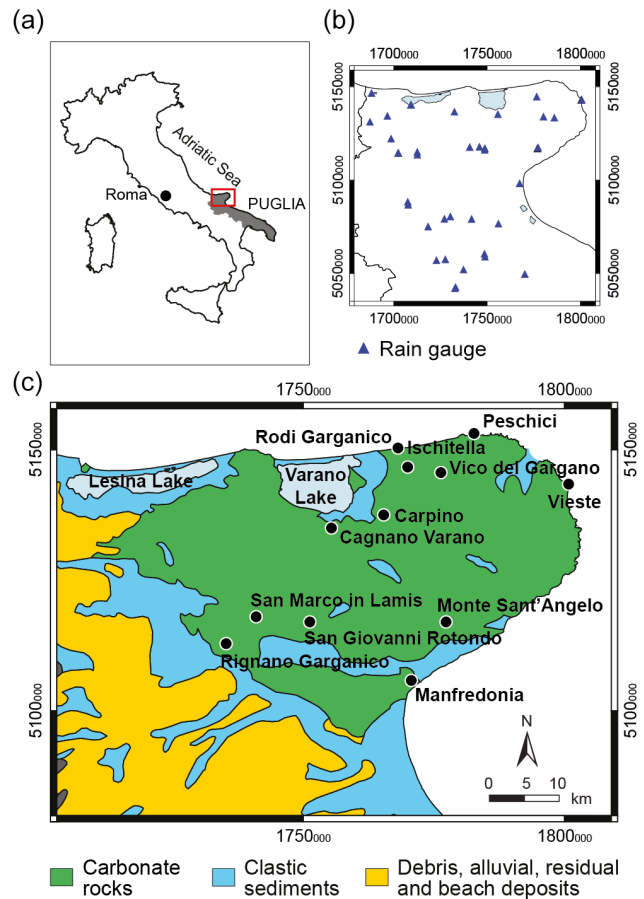 (a)
Adriatic Sea
Roma
PUGLIA
(b)
1700000
1750000
1800000
5150000
5150000
5100000
5100000
5050000
5050000
1700000
1750000
1800000
Rain gauge
(c)
1750000
1800000
5150000
5150000
5100000
5100000
Peschici
Rodi Garganico
Ischitella
Lesina Lake
Varano
Lake
Vico del Gargano
Vieste
Carpino
Cagnano Varano
San Marco in Lamis
Monte Sant'Angelo
San Giovanni Rotondo
Rignano Garganico
Manfredonia
N
0 5 10
km
1750000
1800000
Carbonate
rocks
Clastic
sediments
Debris, alluvial, residual
and beach deposits